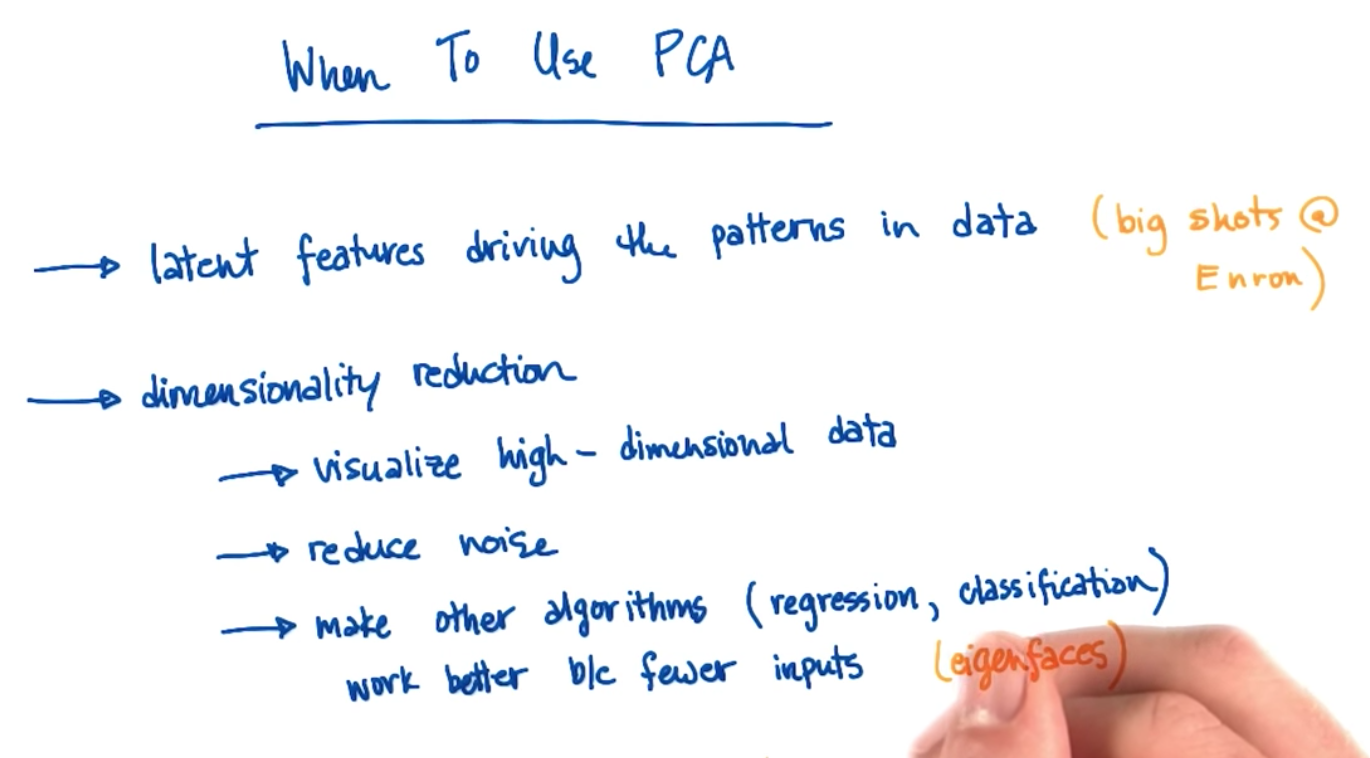 When To Use PCA
latent features driving the patterns in data (big shots @
Enron)
dimensionality reduction
visualize high-dimensional data
reduce noise
make other algorithms (regression, classification)
work better b/c fewer inputs (eigenfaces)